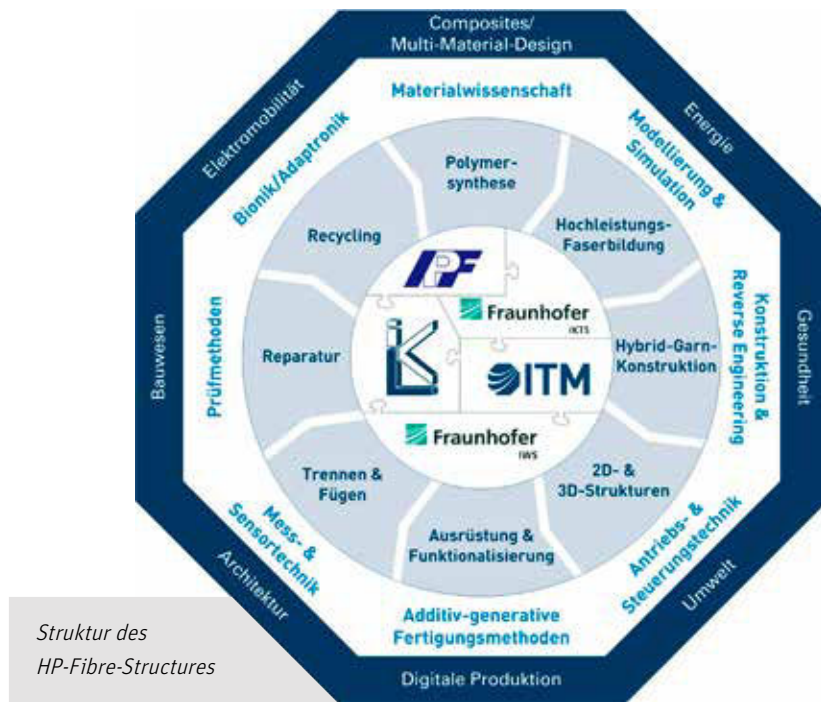 Composites/
Multi-Material-Design
Energie
Gesundheit
Umwelt
Digitale Produktion
Architektur
Bauwesen
Elektromobilität
Materialwissenschaft
Modellierung &
Simulation
Konstruktion &
Reverse Engineering
Antriebs- &
Steuerungstechnik
Additiv-generative
Fertigungsmethoden
Mess- &
Sensortechnik
Prüfmethoden
Bionik/Adaptronik
Polymer-
synthese
Hochleistungs-
Faserbildung
Hybrid-Garn-
Konstruktion
2D- &
3D-Strukturen
Ausrüstung &
Funktionalisierung
Trennen &
Fügen
Reparatur
Recycling
IPF
Fraunhofer
IKTS
ITM
Fraunhofer
IWS
Struktur des
HP-Fibre-Structures